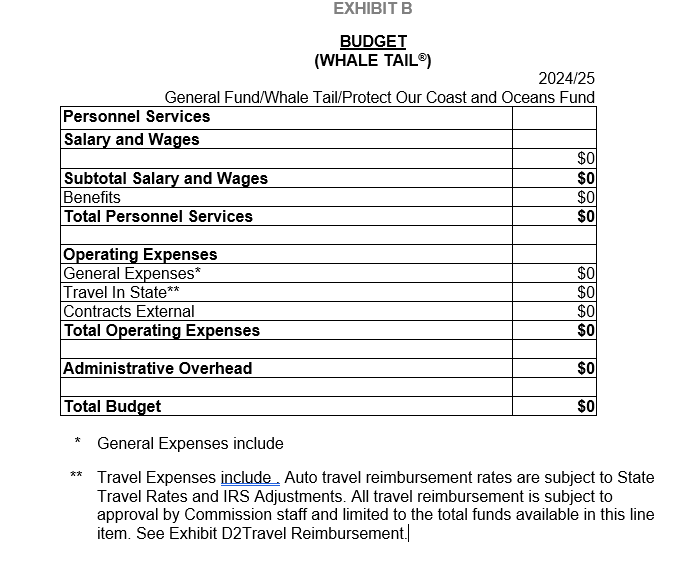 EXHIBIT B
BUDGET
(WHALE TAIL®)
2024/25
General Fund/Whale Tail/Protect Our Coast and Oceans Fund
Personnel Services
Salary and Wages
$0
Subtotal Salary and Wages $0
Benefits $0
Total Personnel Services $0
Operating Expenses
General Expenses* $0
Travel In State** $0
Contracts External $0
Total Operating Expenses $0
Administrative Overhead $0
Total Budget $0
* General Expenses include
** Travel Expenses include . Auto travel reimbursement rates are subject to State
Travel Rates and IRS Adjustments. All travel reimbursement is subject to
approval by Commission staff and limited to the total funds available in this line
item. See Exhibit D2Travel Reimbursement.